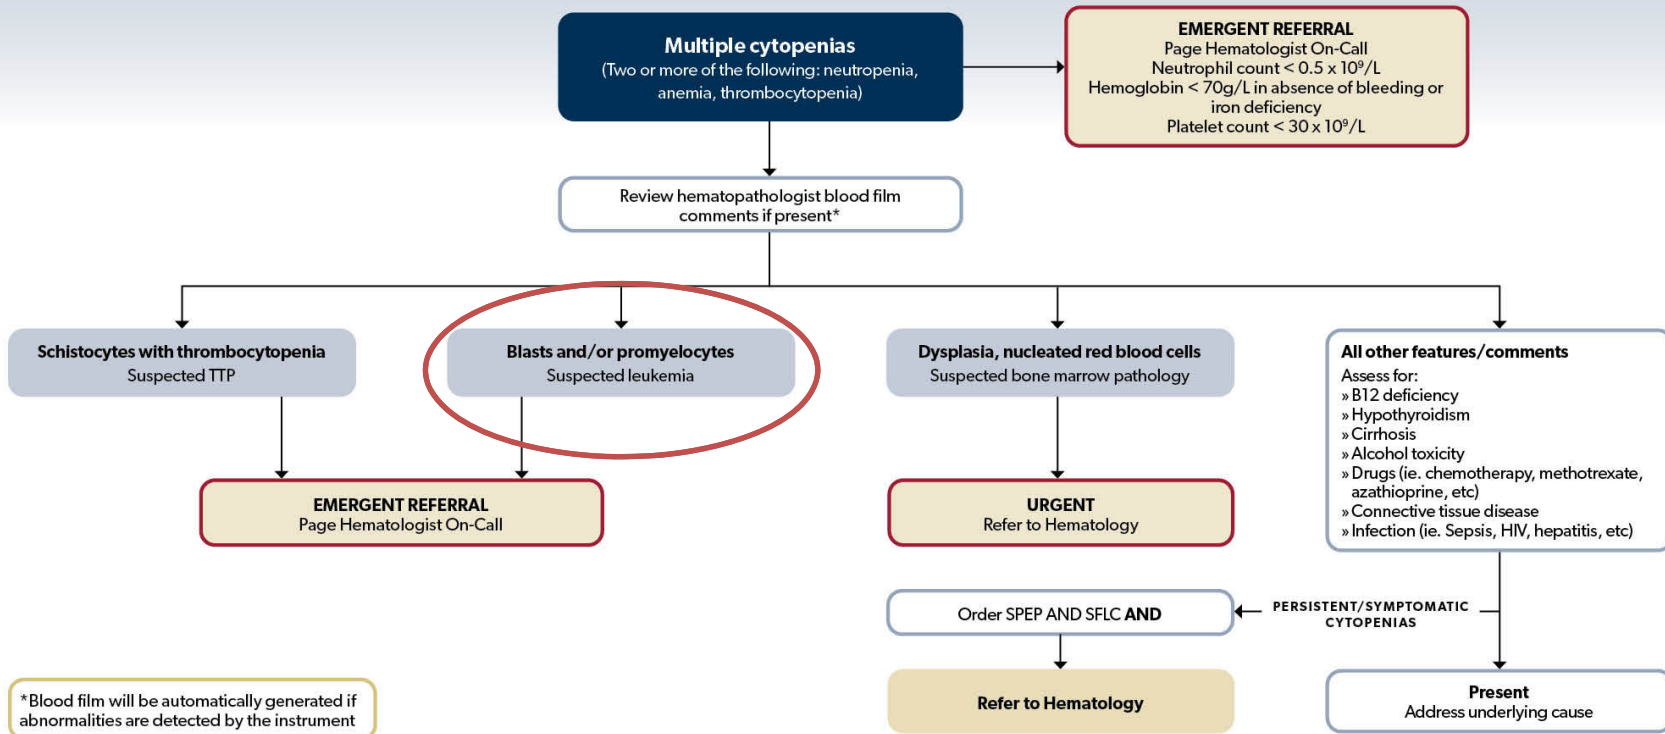 Multiple cytopenias
(Two or more of the following: neutropenia,
anemia, thrombocytopenia)
EMERGENT REFERRAL
Page Hematologist On-Call
Neutrophil count < 0.5 x 10⁹/L
Hemoglobin < 70g/L in absence of bleeding or
iron deficiency
Platelet count < 30 x 10⁹/L
Review hematopathologist blood film
comments if present*
Schistocytes with thrombocytopenia
Suspected TTP
Blasts and/or promyelocytes
Suspected leukemia
Dysplasia, nucleated red blood cells
Suspected bone marrow pathology
All other features/comments
Assess for:
» B12 deficiency
» Hypothyroidism
» Cirrhosis
» Alcohol toxicity
» Drugs (ie. chemotherapy, methotrexate,
azathioprine, etc)
» Connective tissue disease
» Infection (ie. Sepsis, HIV, hepatitis, etc)
EMERGENT REFERRAL
Page Hematologist On-Call
URGENT
Refer to Hematology
Order SPEP AND SFLC AND
PERSISTENT/SYMPTOMATIC
CYTOPENIAS
Refer to Hematology
Present
Address underlying cause
*Blood film will be automatically generated if
abnormalities are detected by the instrument